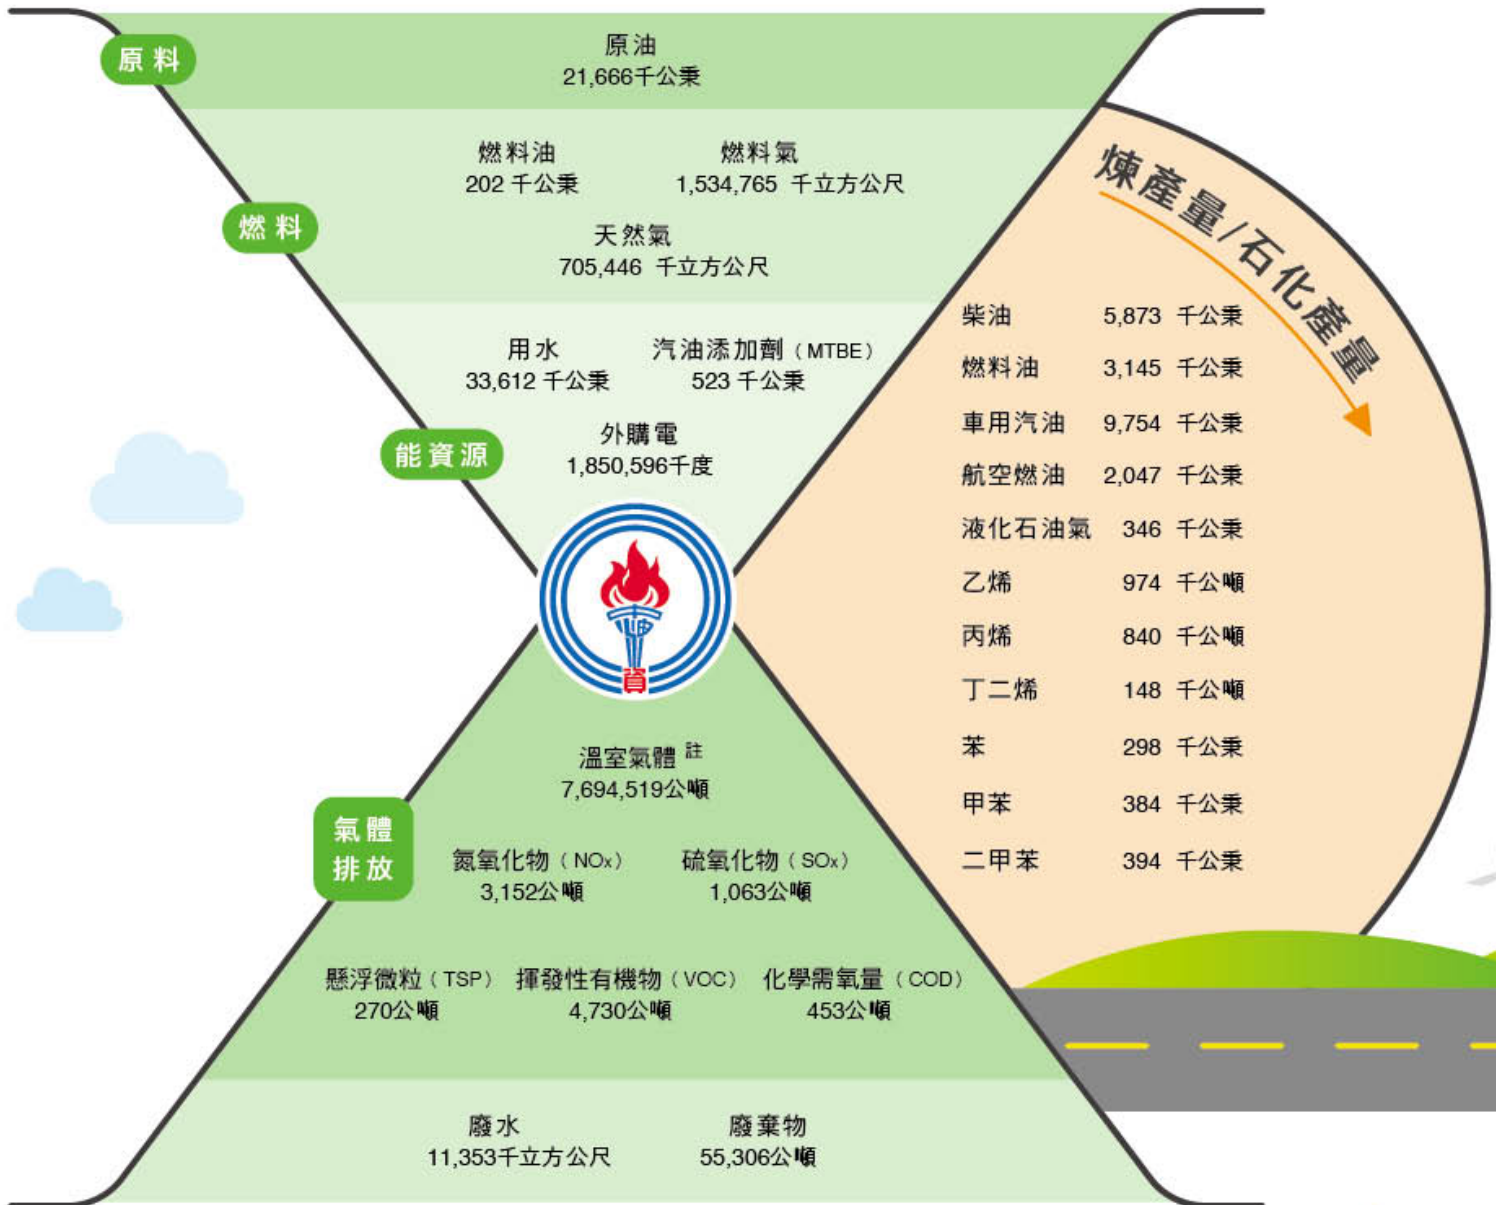 原料
原油
21,666千公秉
燃料
燃料油
202 千公秉
燃料氣
1,534,765 千立方公尺
天然氣
705,446 千立方公尺
能資源
用水
33,612 千公秉
汽油添加劑（MTBE）
523 千公秉
外購電
1,850,596千度
中油
貢
煉產量/石化產量
柴油 5,873 千公秉
燃料油 3,145 千公秉
車用汽油 9,754 千公秉
航空燃油 2,047 千公秉
液化石油氣 346 千公秉
乙烯 974 千公噸
丙烯 840 千公噸
丁二烯 148 千公噸
苯 298 千公秉
甲苯 384 千公秉
二甲苯 394 千公秉
氣體
排放
溫室氣體 註
7,694,519公噸
氮氧化物（NOx）
3,152公噸
硫氧化物（SOx）
1,063公噸
懸浮微粒（TSP）
270公噸
揮發性有機物（VOC）
4,730公噸
化學需氧量（COD）
453公噸
廢水
11,353千立方公尺
廢棄物
55,306公噸